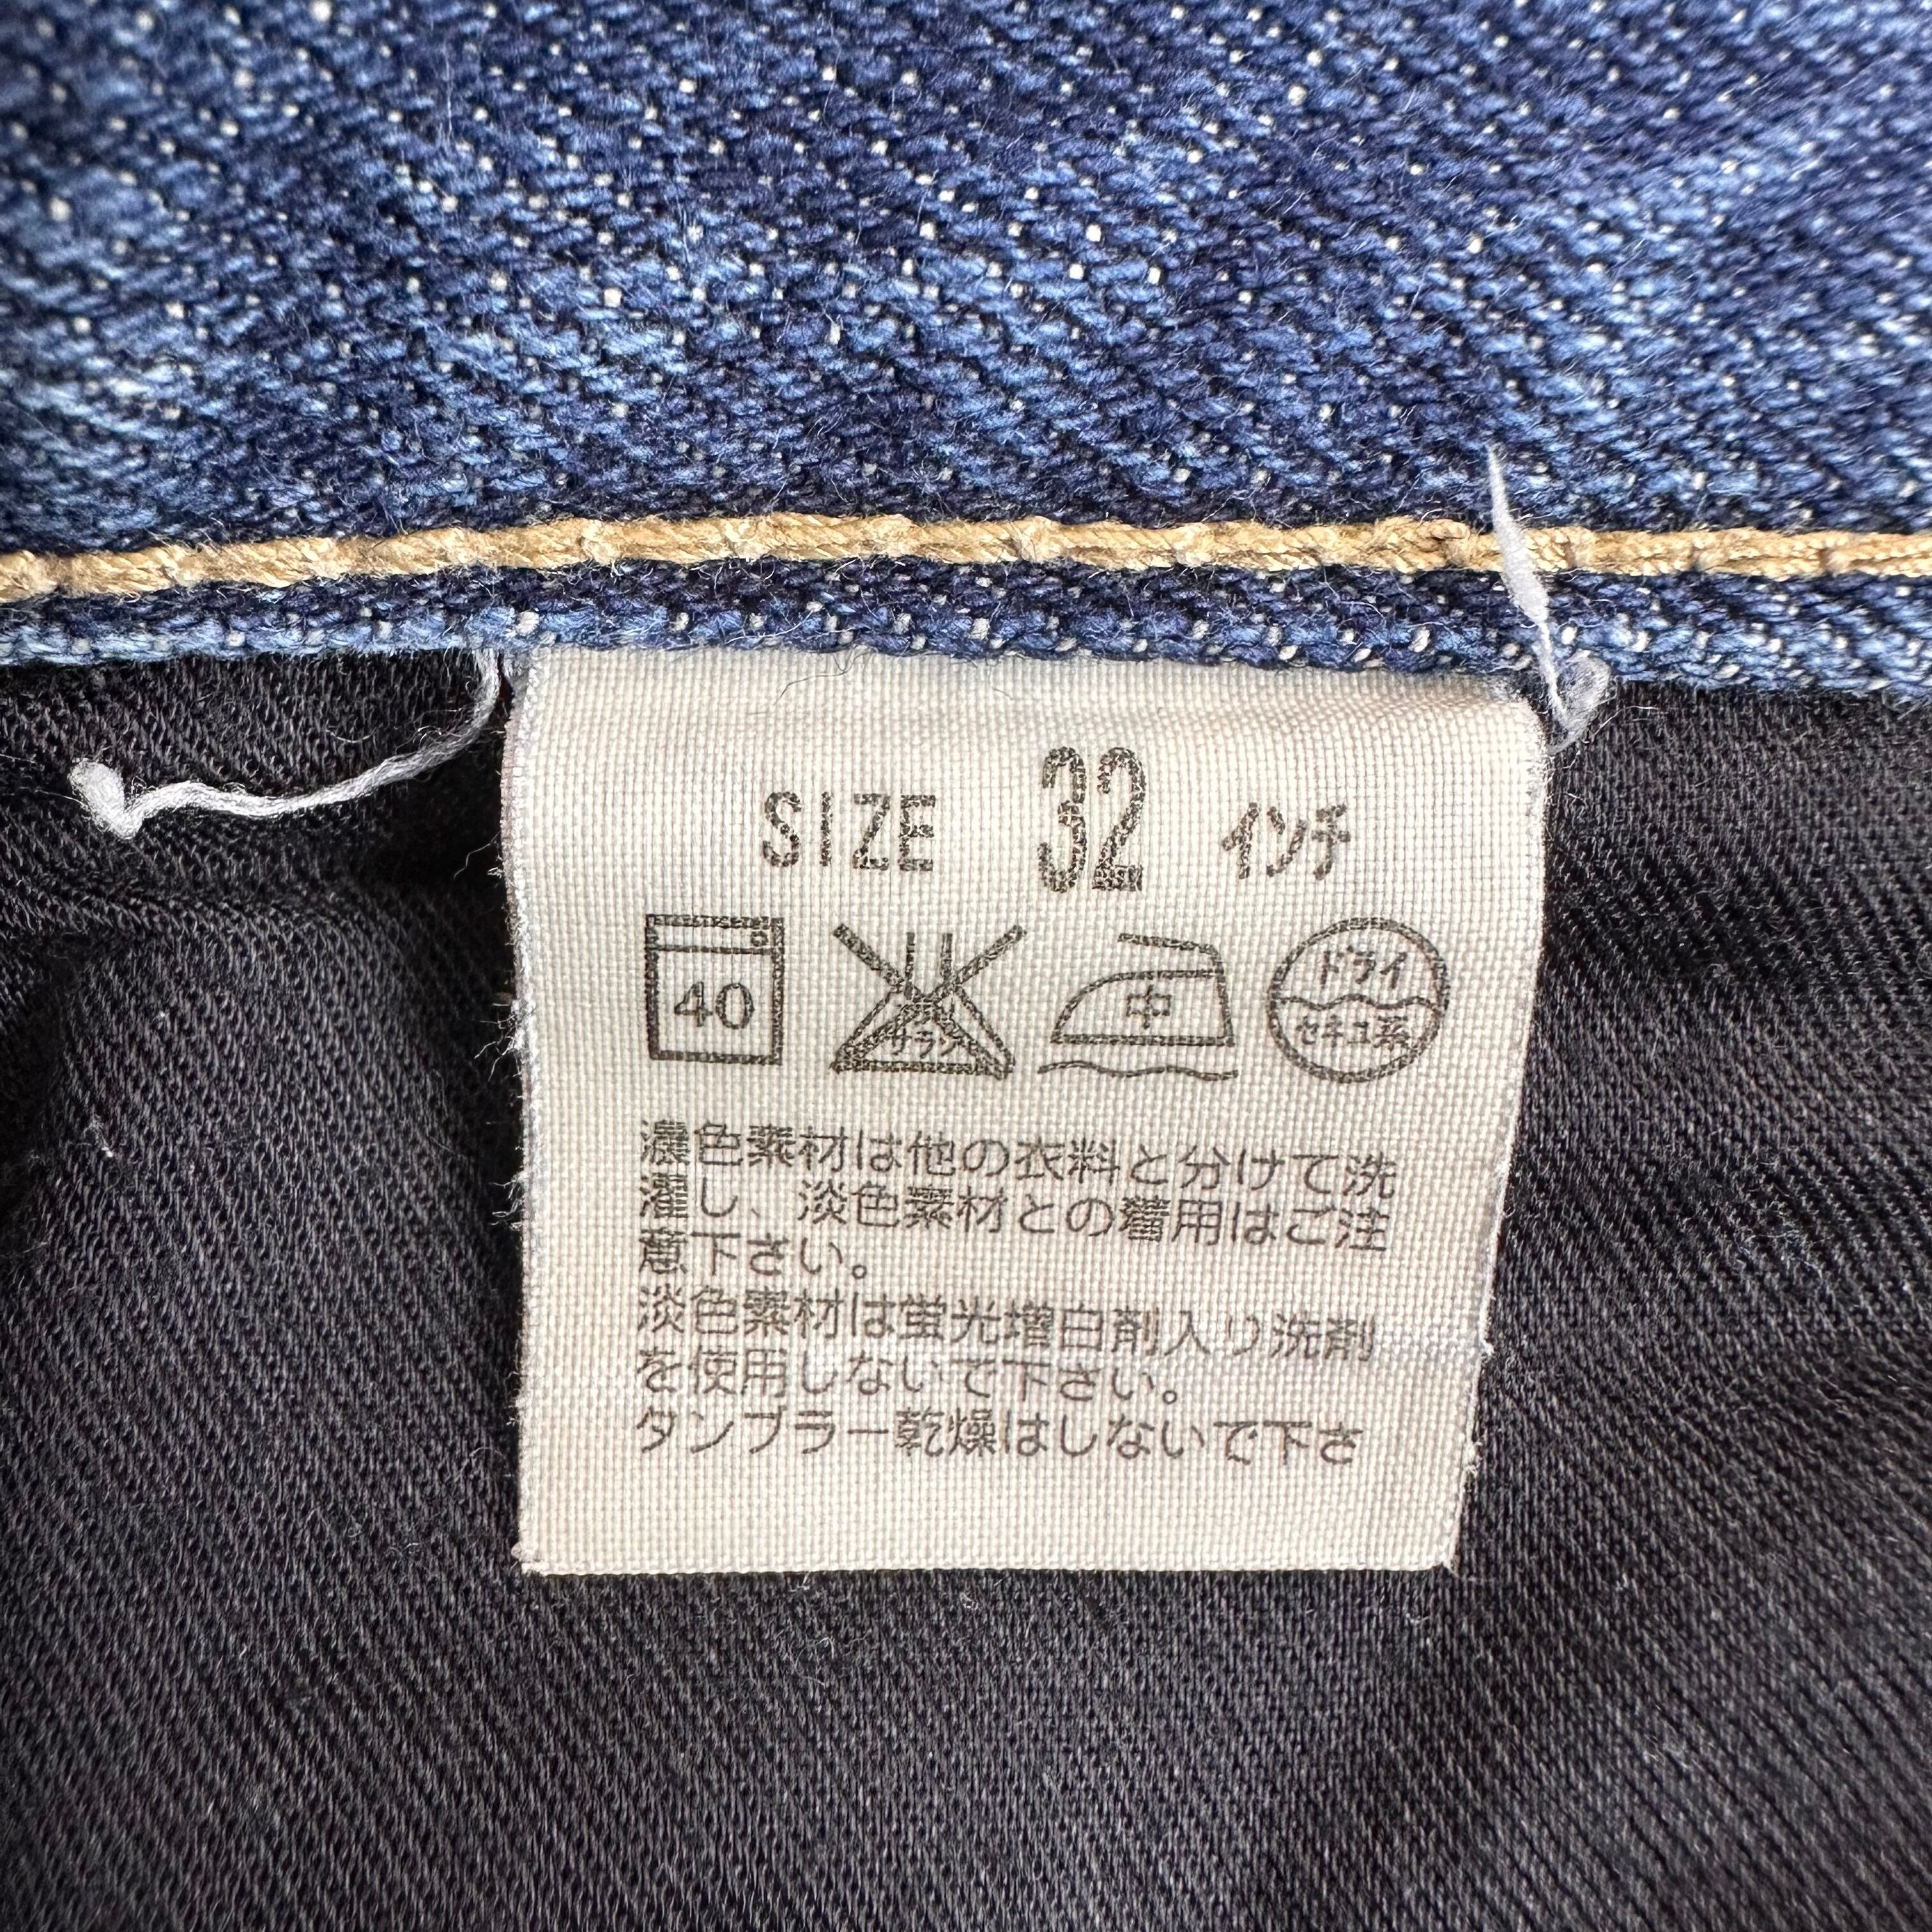 SIZE 32 インチ
40 サラシ 中 ドライ
セキユ系
濃色素材は他の衣料と分けて洗
濯し、淡色素材との着用はご注
意下さい。
淡色素材は蛍光増白剤入り洗剤
を使用しないで下さい。
タンブラー乾燥はしないで下さ